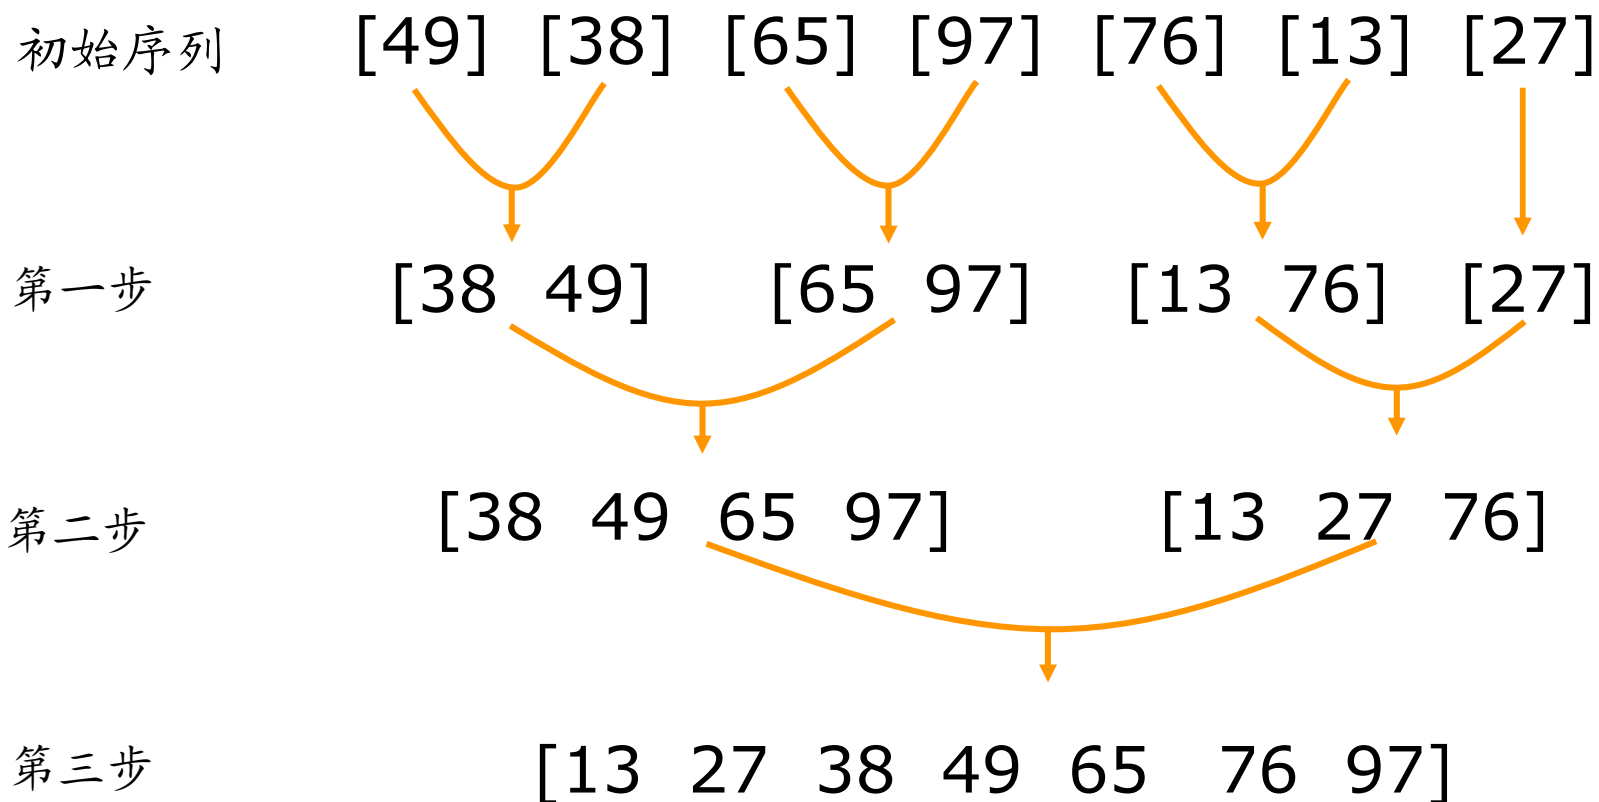 初始序列 [49] [38] [65] [97] [76] [13] [27]
第一步 [38 49] [65 97] [13 76] [27]
第二步 [38 49 65 97] [13 27 76]
第三步 [13 27 38 49 65 76 97]